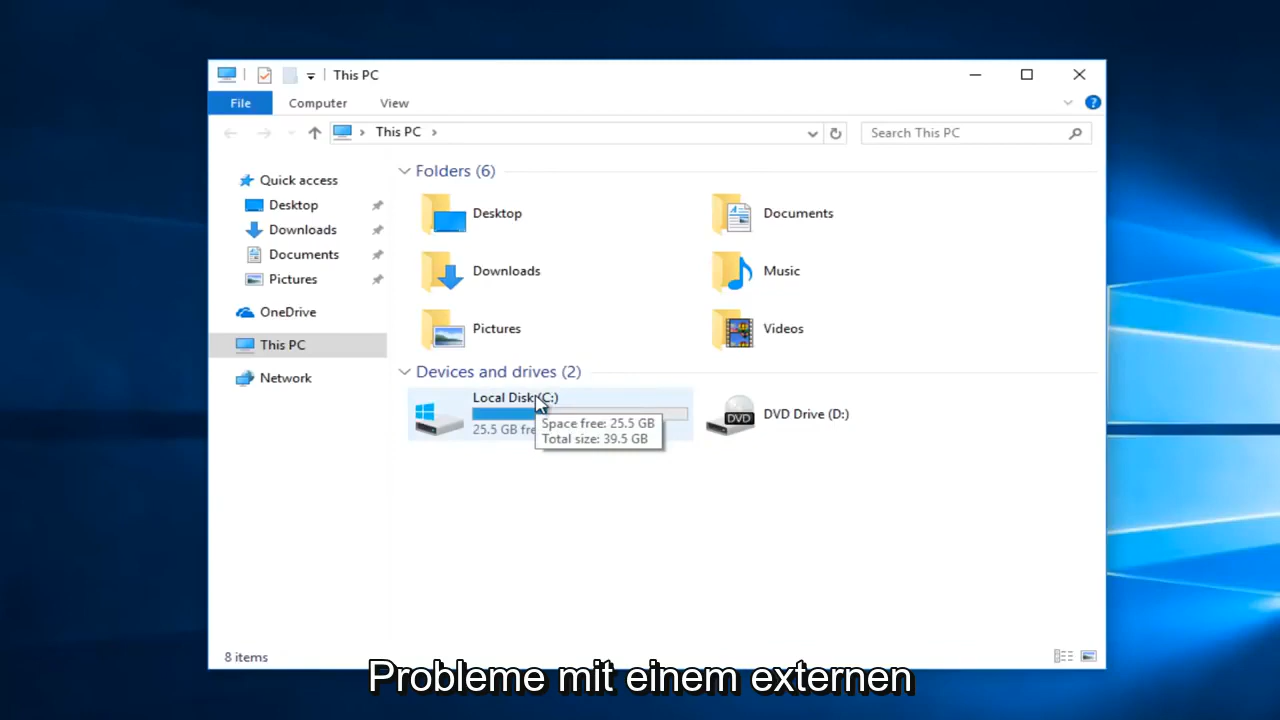 This PC
File
Computer
View
This PC
Search This PC
Quick access
Desktop
Downloads
Documents
Pictures
OneDrive
This PC
Network
Folders (6)
Desktop
Documents
Downloads
Music
Pictures
Videos
Devices and drives (2)
Local Disk (C:)
25.5 GB
Space free: 25.5 GB
Total size: 39.5 GB
DVD
DVD Drive (D:)
8 items
Probleme mit einem externen